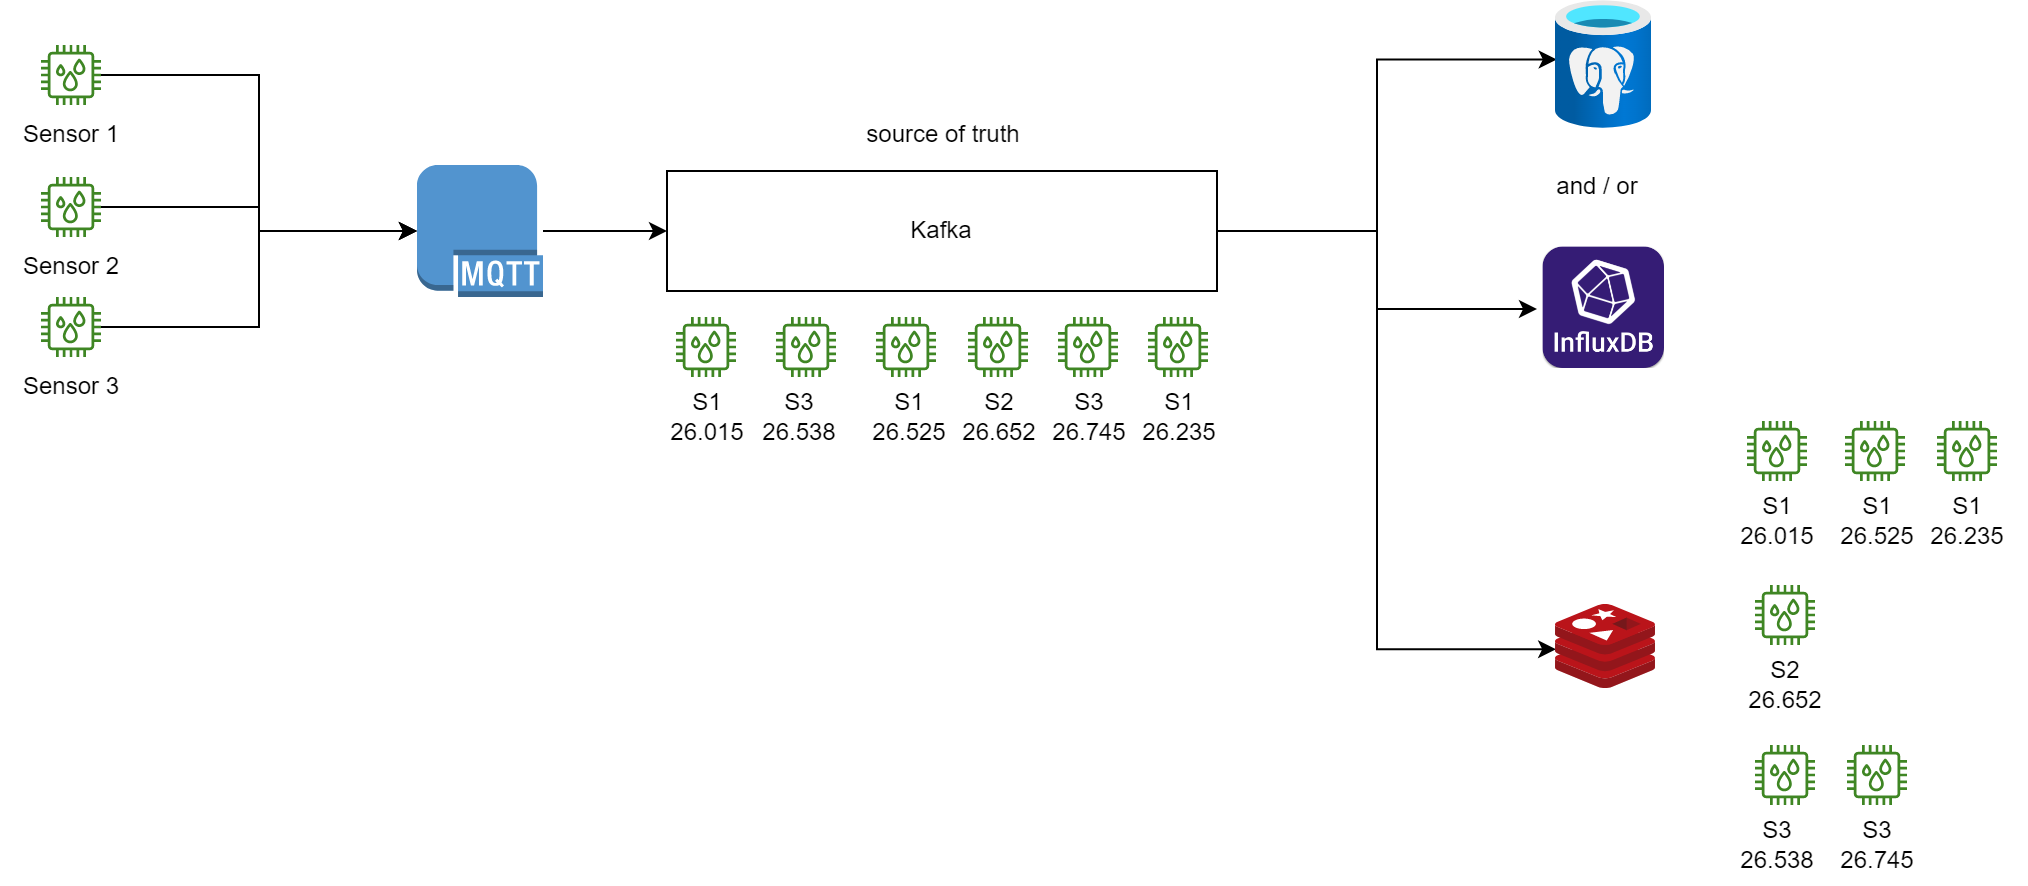 Sensor 1
Sensor 2
Sensor 3
MQTT
source of truth
Kafka
S1 S3 S1 S2 S3 S1
26.015 26.538 26.525 26.652 26.745 26.235
and / or
InfluxDB
S1 S1 S1
26.015 26.525 26.235
S2
26.652
S3 S3
26.538 26.745